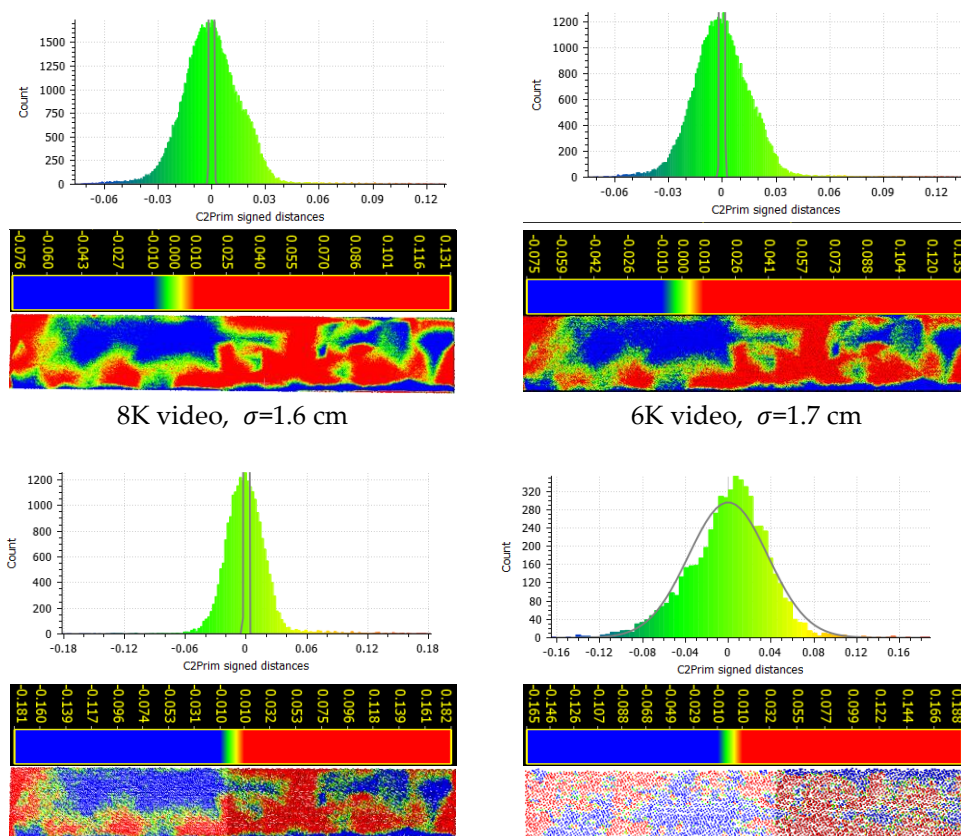 1500
1250
1000
750
500
250
0
Count
-0.06 -0.03 0 0.03 0.06 0.09 0.12
C2Prim signed distances
-0.076 -0.060 -0.043 -0.027 -0.010 0.000 0.010 0.025 0.040 0.055 0.071 0.086 0.101 0.116 0.131
8K video, σ=1.6 cm
1200
1000
800
600
400
200
0
Count
-0.06 -0.03 0 0.03 0.06 0.09 0.12
C2Prim signed distances
-0.075 -0.059 -0.042 -0.026 -0.010 0.000 0.010 0.026 0.041 0.057 0.073 0.088 0.104 0.120 0.135
6K video, σ=1.7 cm
1200
1000
800
600
400
200
0
Count
-0.18 -0.12 -0.06 0 0.06 0.12 0.18
C2Prim signed distances
-0.181 -0.160 -0.139 -0.117 -0.096 -0.074 -0.053 -0.031 -0.010 0.010 0.032 0.053 0.075 0.096 0.118 0.139 0.161 0.182
320
280
240
200
160
120
80
40
0
Count
-0.16 -0.12 -0.08 -0.04 0 0.04 0.08 0.12 0.16
C2Prim signed distances
-0.165 -0.146 -0.126 -0.107 -0.088 -0.068 -0.049 -0.029 -0.010 0.010 0.032 0.055 0.077 0.099 0.122 0.144 0.166 0.188